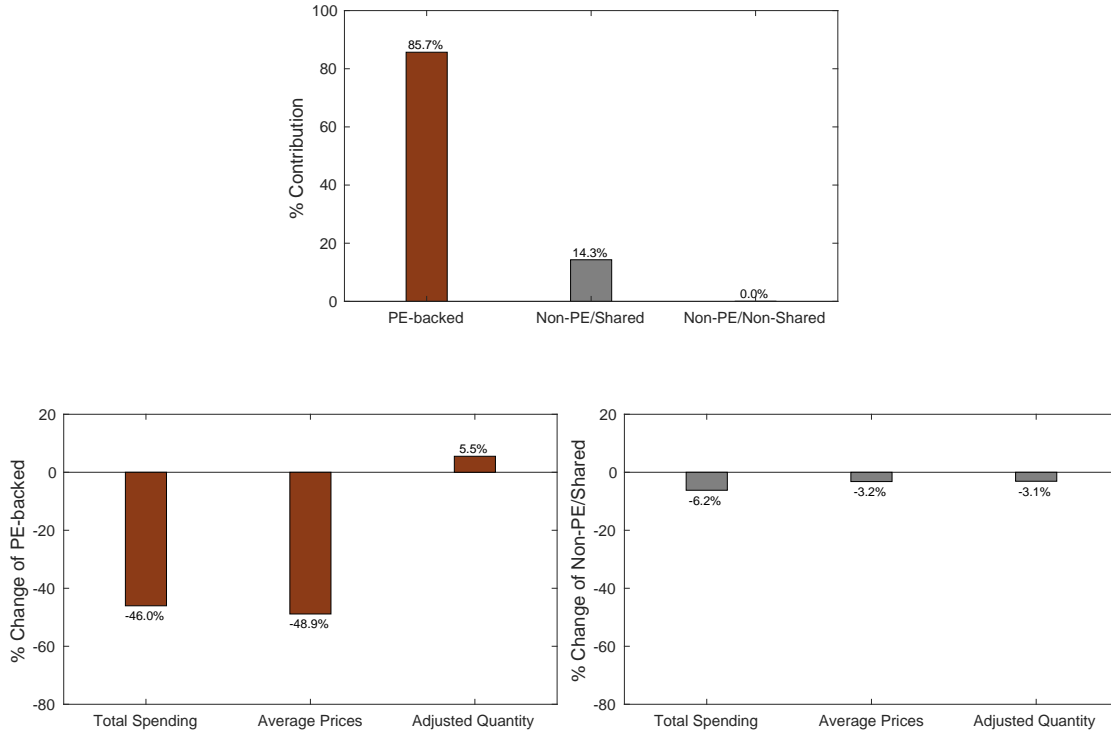 100
80
60
40
20
0
% Contribution
85.7%
14.3%
0.0%
PE-backed
Non-PE/Shared
Non-PE/Non-Shared
20
0
-20
-40
-60
-80
% Change of PE-backed
-46.0%
-48.9%
5.5%
Total Spending
Average Prices
Adjusted Quantity
20
0
-20
-40
-60
-80
% Change of Non-PE/Shared
-6.2%
-3.2%
-3.1%
Total Spending
Average Prices
Adjusted Quantity